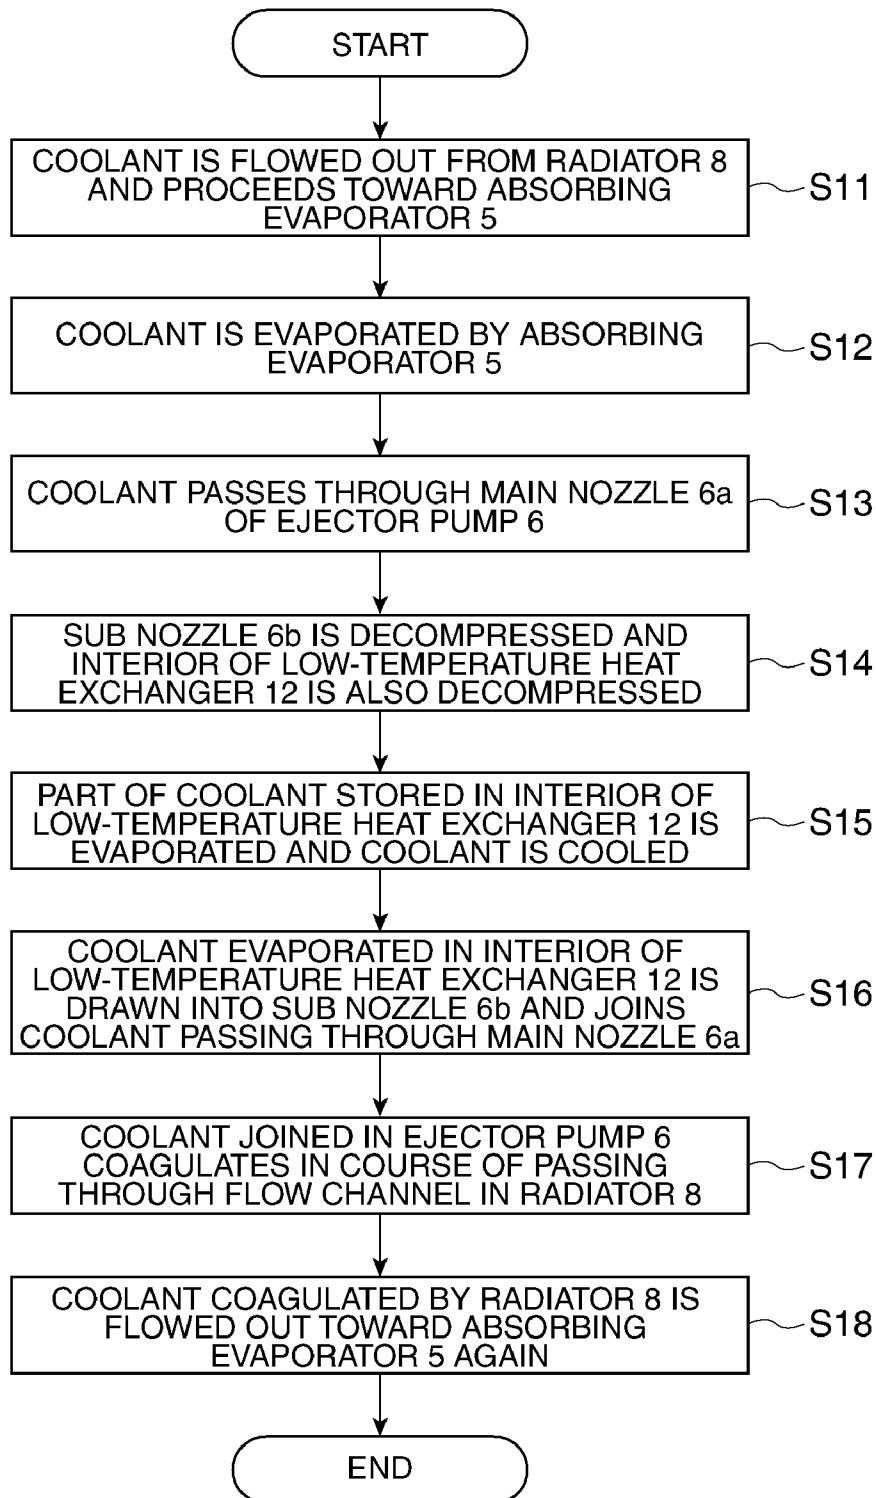 START
COOLANT IS FLOWED OUT FROM RADIATOR 8
AND PROCEEDS TOWARD ABSORBING
EVAPORATOR 5
S11
COOLANT IS EVAPORATED BY ABSORBING
EVAPORATOR 5
S12
COOLANT PASSES THROUGH MAIN NOZZLE 6a
OF EJECTOR PUMP 6
S13
SUB NOZZLE 6b IS DECOMPRESSED AND
INTERIOR OF LOW-TEMPERATURE HEAT
EXCHANGER 12 IS ALSO DECOMPRESSED
S14
PART OF COOLANT STORED IN INTERIOR OF
LOW-TEMPERATURE HEAT EXCHANGER 12 IS
EVAPORATED AND COOLANT IS COOLED
S15
COOLANT EVAPORATED IN INTERIOR OF
LOW-TEMPERATURE HEAT EXCHANGER 12 IS
DRAWN INTO SUB NOZZLE 6b AND JOINS
COOLANT PASSING THROUGH MAIN NOZZLE 6a
S16
COOLANT JOINED IN EJECTOR PUMP 6
COAGULATES IN COURSE OF PASSING
THROUGH FLOW CHANNEL IN RADIATOR 8
S17
COOLANT COAGULATED BY RADIATOR 8 IS
FLOWED OUT TOWARD ABSORBING
EVAPORATOR 5 AGAIN
S18
END